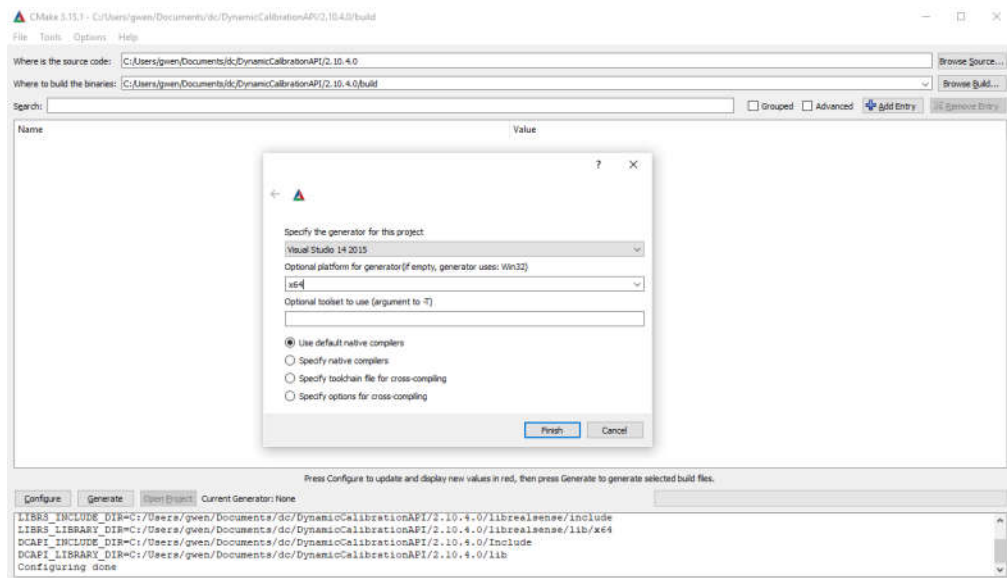 CMake 3.15.1 - C:/Users/gwen/Documents/dc/DynamicCalibrationAPI/2.10.4.0/build
File Tools Options Help
Where is the source code: C:/Users/gwen/Documents/dc/DynamicCalibrationAPI/2.10.4.0 Browse Source...
Where to build the binaries: C:/Users/gwen/Documents/dc/DynamicCalibrationAPI/2.10.4.0/build Browse Build...
Search: Grouped Advanced Add Entry Remove Entry
Name Value
?
Specify the generator for this project
Visual Studio 14 2015
Optional platform for generator(if empty, generator uses: Win32)
x64
Optional toolset to use (argument to -T)
Use default native compilers
Specify native compilers
Specify toolchain file for cross-compiling
Specify options for cross-compiling
Finish Cancel
Press Configure to update and display new values in red, then press Generate to generate selected build files.
Configure Generate Open Project Current Generator: None
LIBRS_INCLUDE_DIR=C:/Users/gwen/Documents/dc/DynamicCalibrationAPI/2.10.4.0/librealsense/include
LIBRS_LIBRARY_DIR=C:/Users/gwen/Documents/dc/DynamicCalibrationAPI/2.10.4.0/librealsense/lib/x64
DCAPI_INCLUDE_DIR=C:/Users/gwen/Documents/dc/DynamicCalibrationAPI/2.10.4.0/Include
DCAPI_LIBRARY_DIR=C:/Users/gwen/Documents/dc/DynamicCalibrationAPI/2.10.4.0/lib
Configuring done